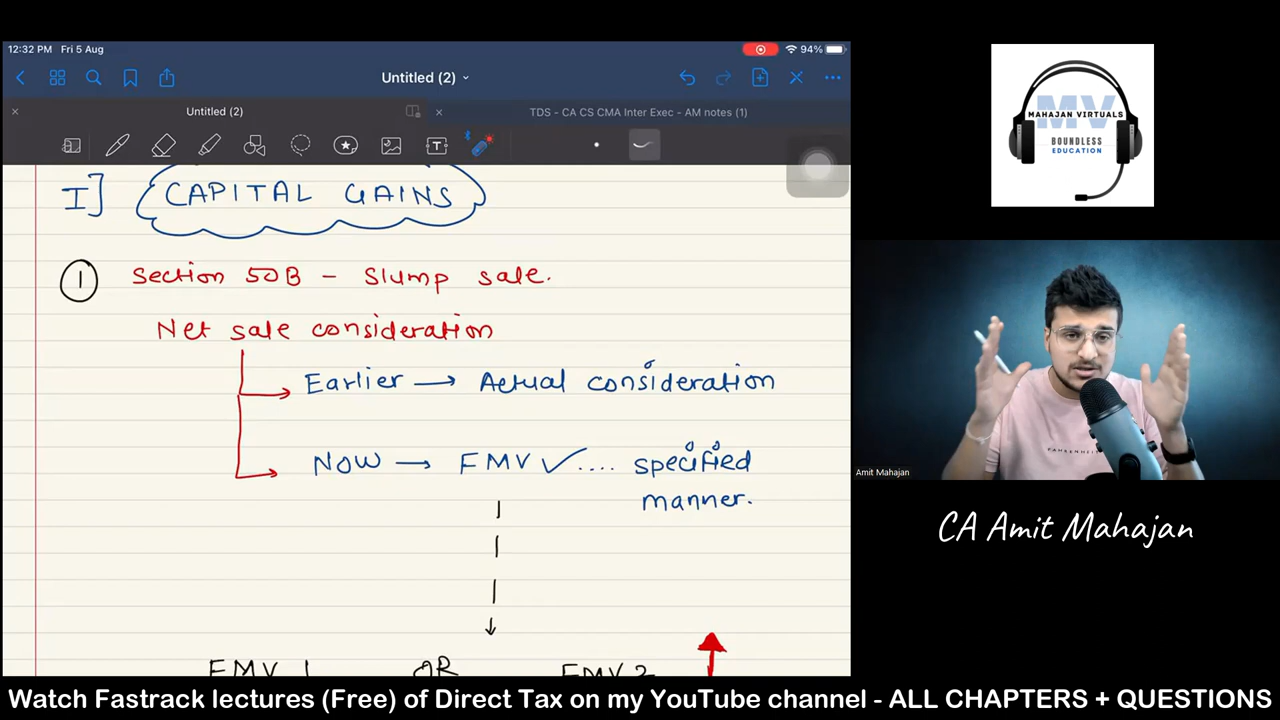 12:32 PM Fri 5 Aug
94%
Untitled (2)
Untitled (2)
TDS - CA CS CMA Inter Exec - AM notes (1)
I] CAPITAL GAINS
1 Section 50B - Slump sale.
Net sale consideration
Earlier → Actual consideration
Now → FMV ✓.... specified
manner.
FMV 1 OR FMV 2
MV
MAHAJAN VIRTUALS
BOUNDLESS
EDUCATION
FAHRENHEIT
Amit Mahajan
CA Amit Mahajan
Watch Fastrack lectures (Free) of Direct Tax on my YouTube channel - ALL CHAPTERS + QUESTIONS